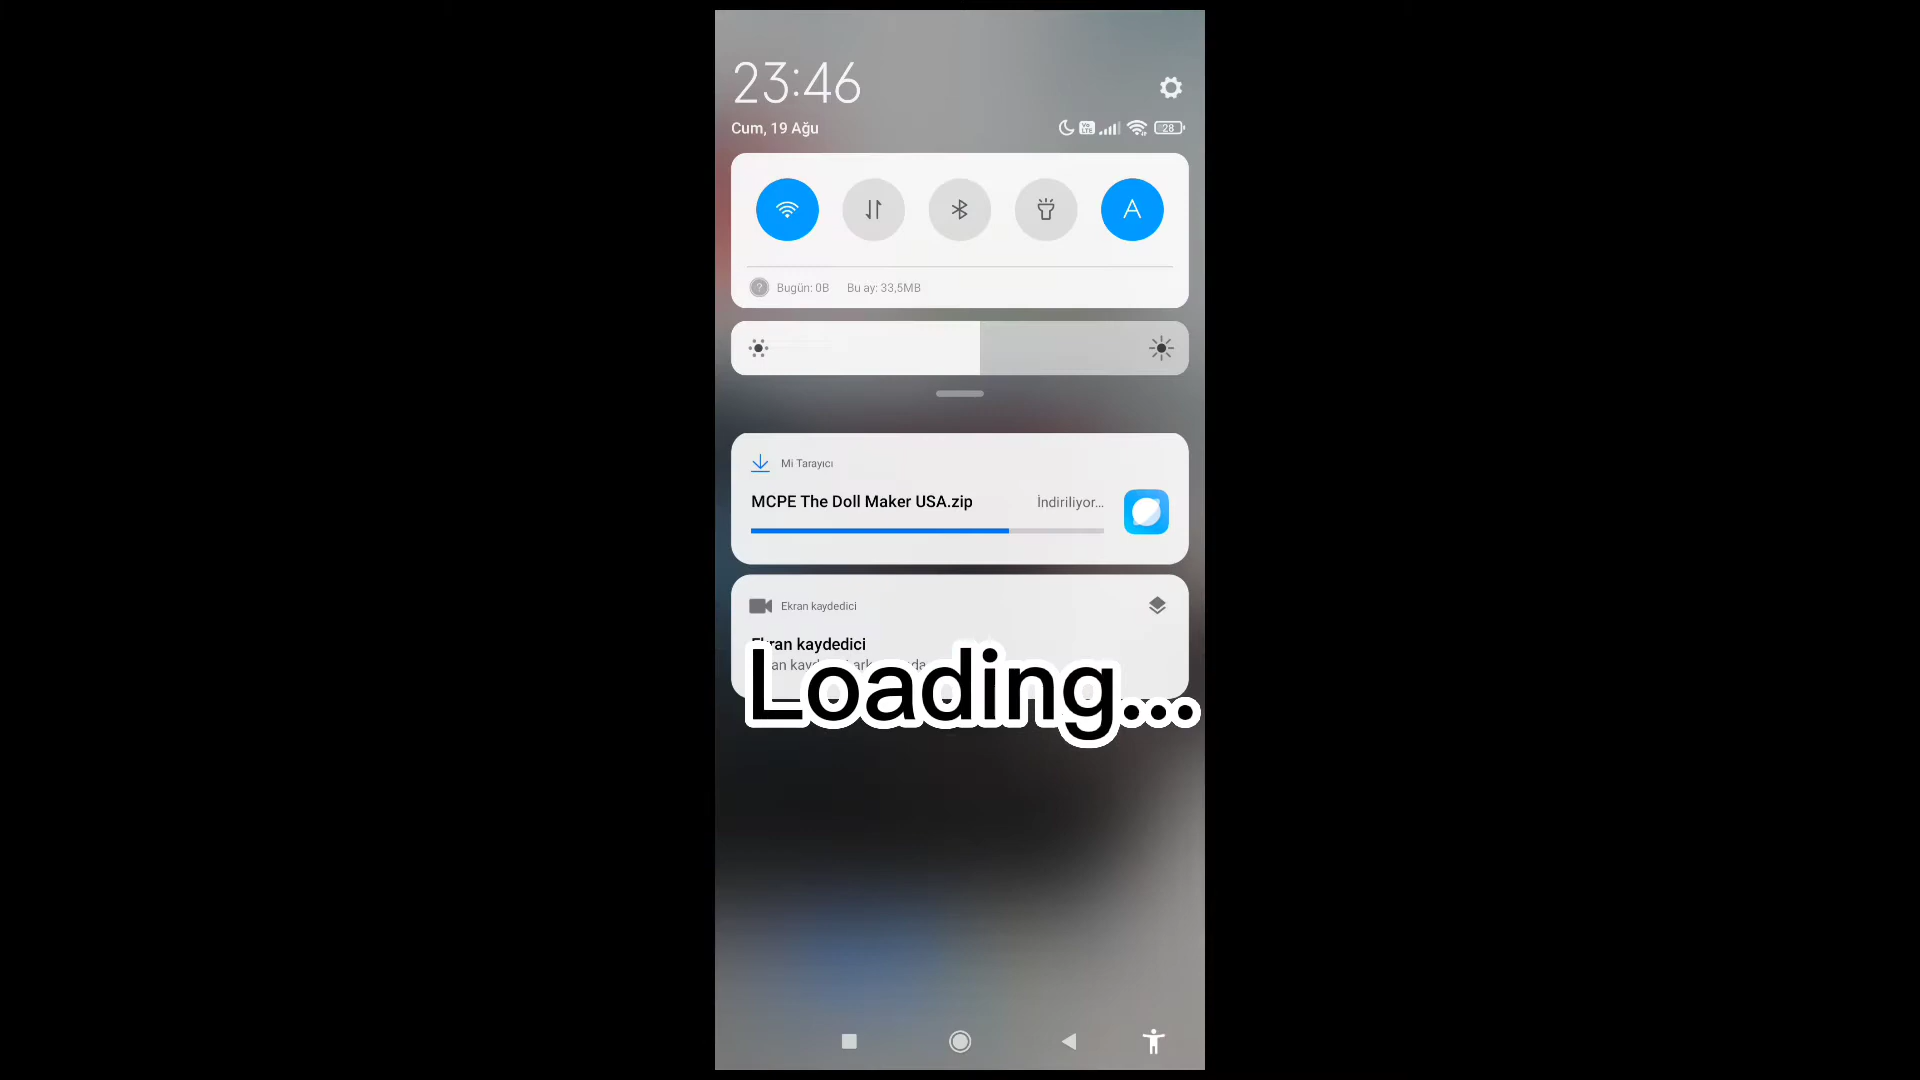 23:46
Cum, 19 Ağu
28
A
Bugün: 0B Bu ay: 33,5MB
Mi Tarayıcı
MCPE The Doll Maker USA.zip İndiriliyor...
Ekran kaydedici
Ekran kaydedici
Loading...